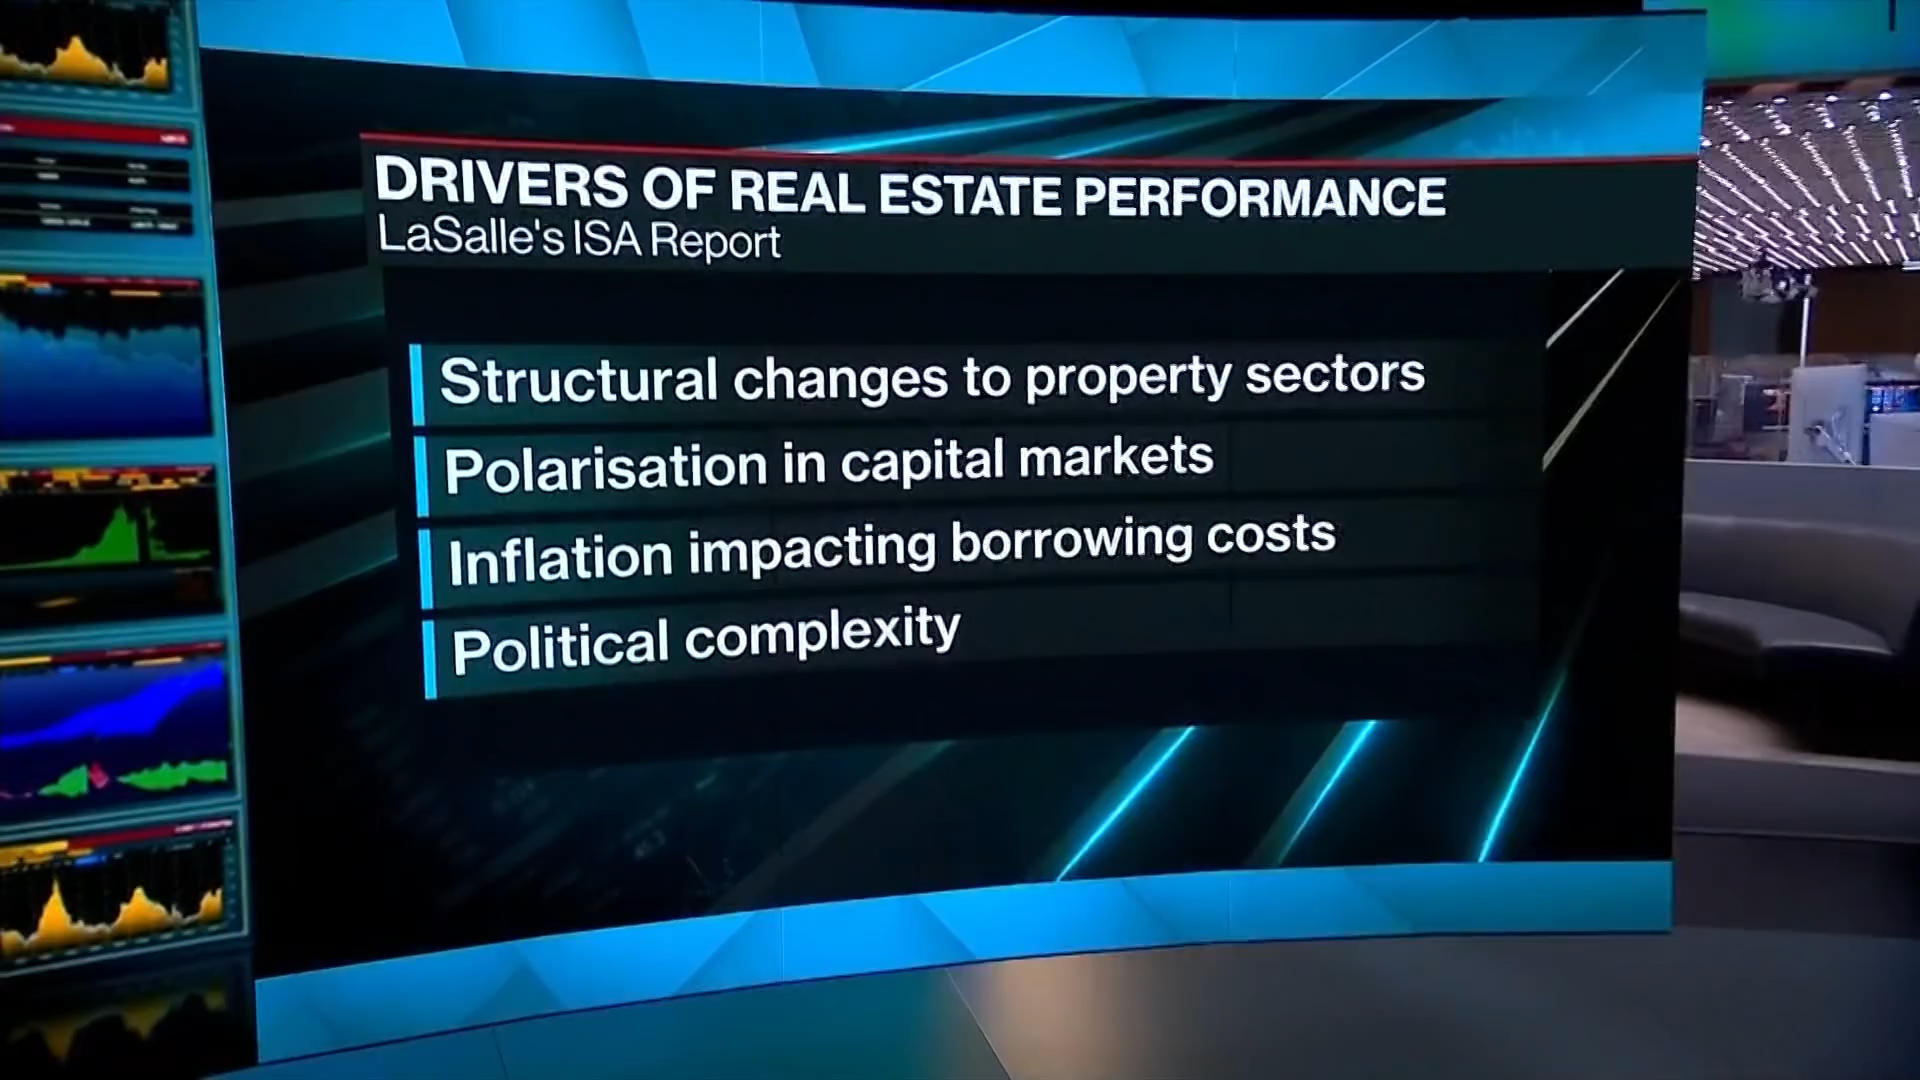 DRIVERS OF REAL ESTATE PERFORMANCE
LaSalle's ISA Report
Structural changes to property sectors
Polarisation in capital markets
Inflation impacting borrowing costs
Political complexity